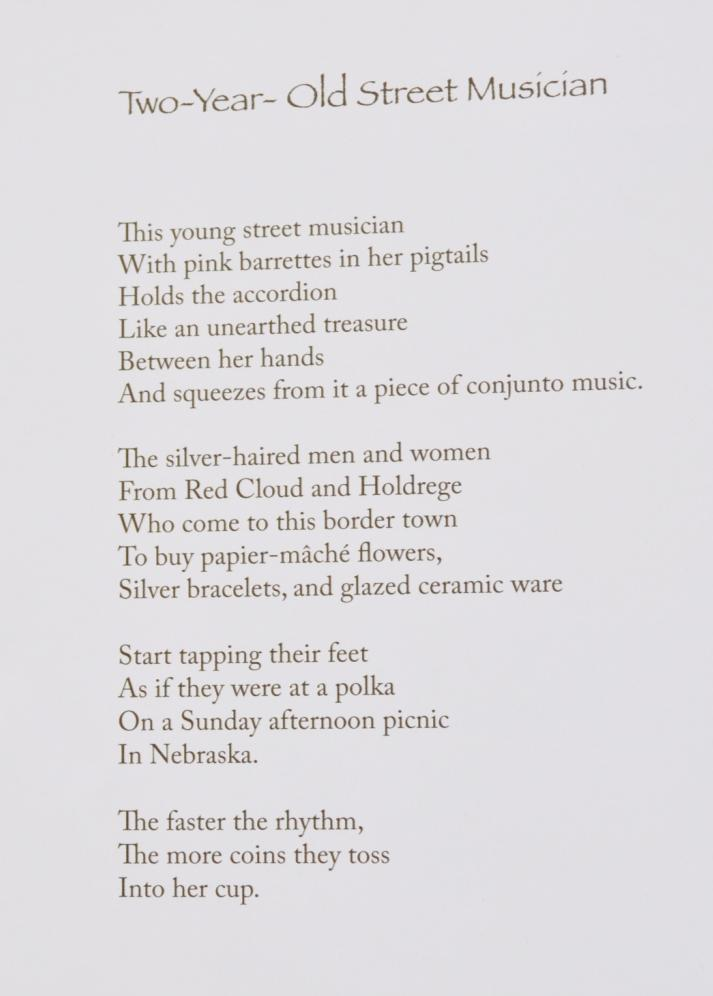 Two-Year- Old Street Musician
This young street musician
With pink barrettes in her pigtails
Holds the accordion
Like an unearthed treasure
Between her hands
And squeezes from it a piece of conjunto music.
The silver-haired men and women
From Red Cloud and Holdrege
Who come to this border town
To buy papier-mâché flowers,
Silver bracelets, and glazed ceramic ware
Start tapping their feet
As if they were at a polka
On a Sunday afternoon picnic
In Nebraska.
The faster the rhythm,
The more coins they toss
Into her cup.